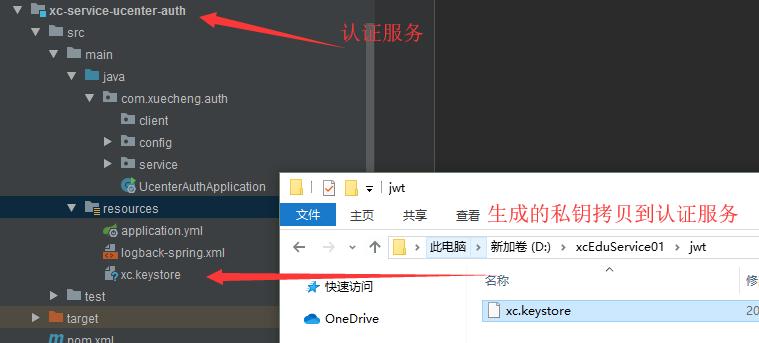 xc-service-ucenter-auth
认证服务
src
main
java
com.xuecheng.auth
client
config
service
UcenterAuthApplication
resources
application.yml
logback-spring.xml
xc.keystore
test
target
pom.xml
jwt
文件
主页
共享
查看
生成的私钥拷贝到认证服务
此电脑
新加卷 (D:)
xcEduService01
jwt
快速访问
OneDrive
名称
xc.keystore
20